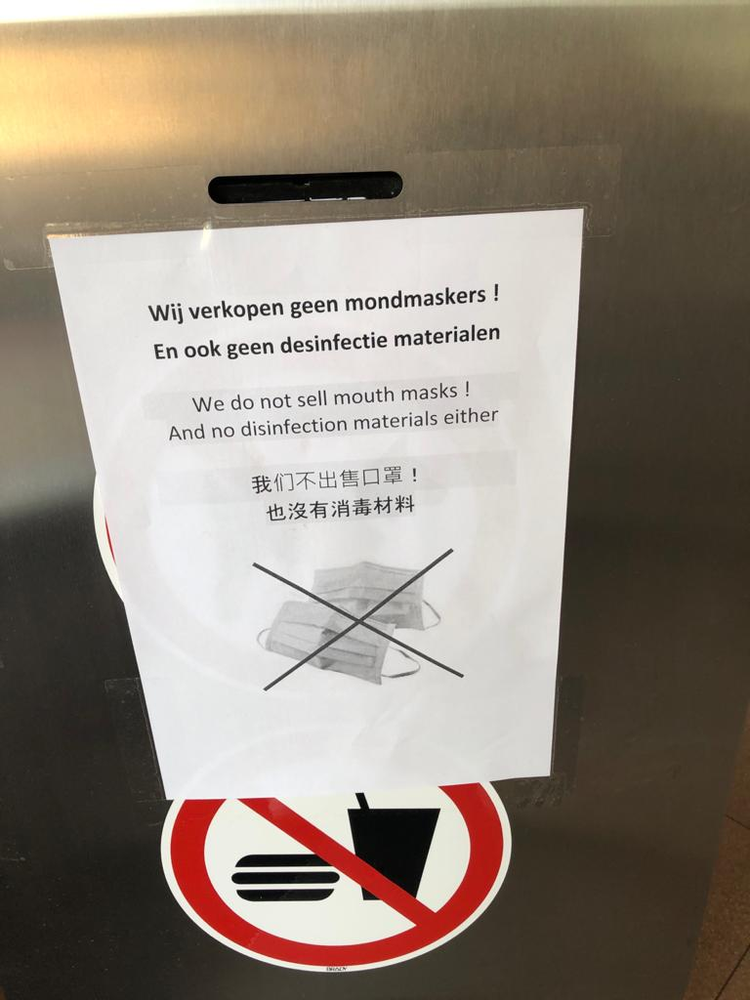 Wij verkopen geen mondmaskers !
En ook geen desinfectie materialen
We do not sell mouth masks !
And no disinfection materials either
我们不出售口罩！
也沒有消毒材料
BRADY